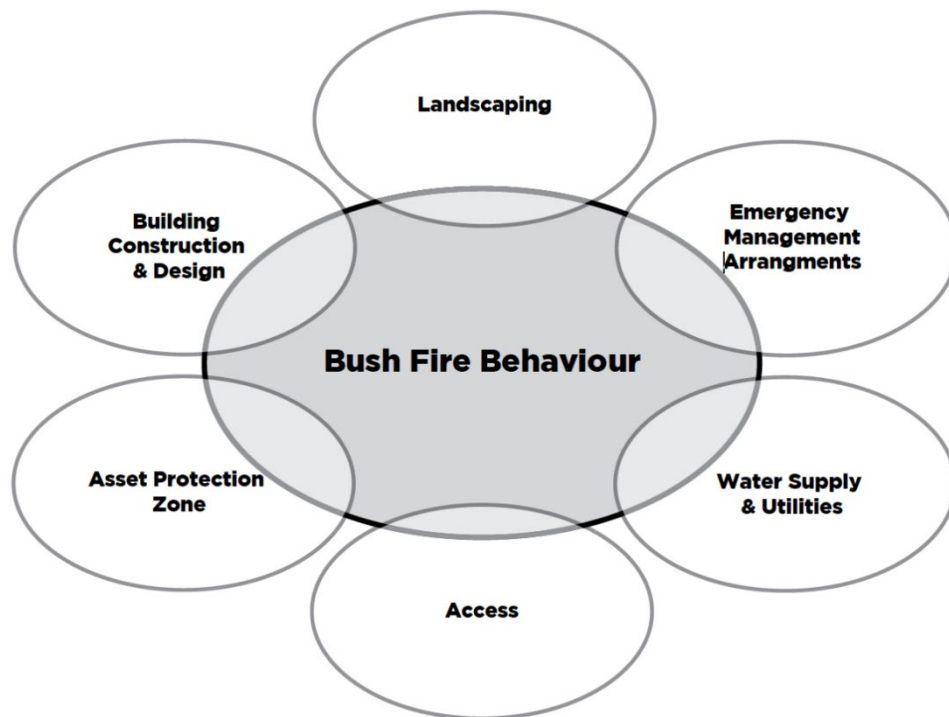 Landscaping
Building
Construction
& Design
Emergency
Management
Arrangments
Bush Fire Behaviour
Asset Protection
Zone
Water Supply
& Utilities
Access